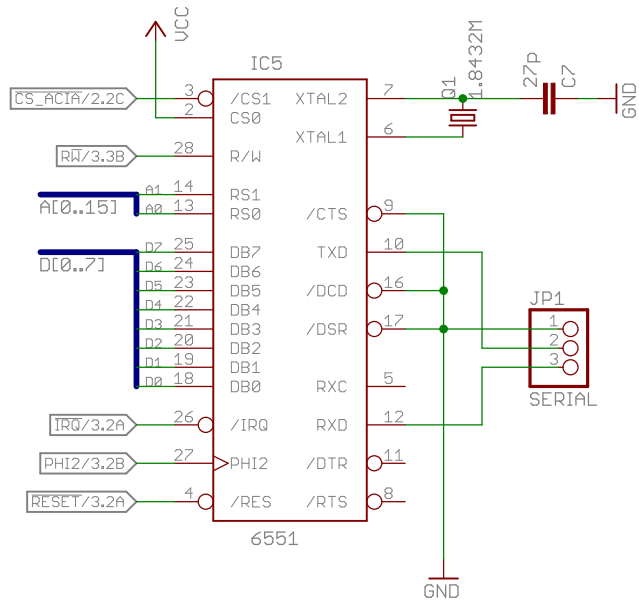 VCC
IC5
Q1
1.8432M
27P
C7
GND
CS_ACIA/2.2C
3
/CS1
XTAL2
7
2
CS0
XTAL1
6
RW/3.3B
28
R/W
A1
14
RS1
A[0..15]
A0
13
RS0
/CTS
9
D7
25
DB7
TXD
10
D[0..7]
D6
24
DB6
D5
23
DB5
/DCD
16
D4
22
DB4
JP1
D3
21
DB3
/DSR
17
1
D2
20
DB2
2
D1
19
DB1
3
D0
18
DB0
RXC
5
SERIAL
IRQ/3.2A
26
/IRQ
RXD
12
PHI2/3.2B
27
PHI2
/DTR
11
RESET/3.2A
4
/RES
/RTS
8
6551
GND